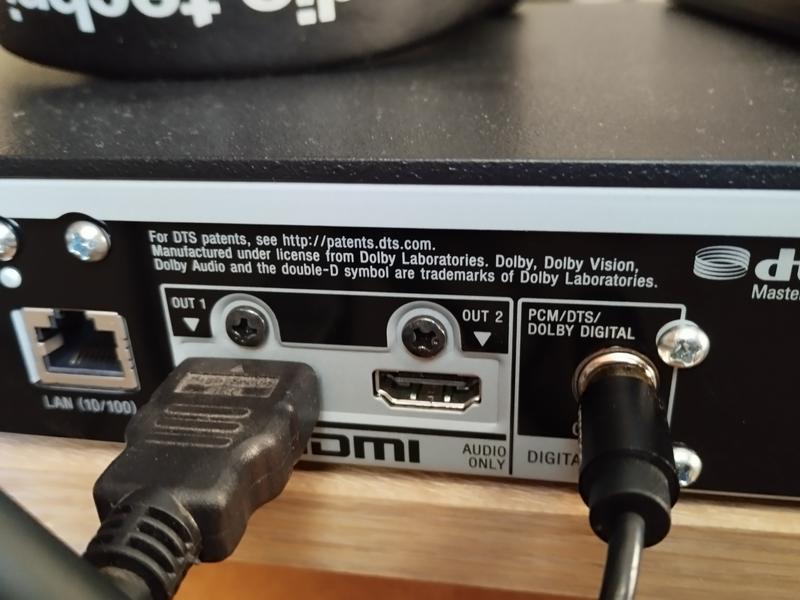 For DTS patents, see http://patents.dts.com.
Manufactured under license from Dolby Laboratories. Dolby, Dolby Vision,
Dolby Audio and the double-D symbol are trademarks of Dolby Laboratories.
OUT 1
OUT 2
PCM/DTS/
DOLBY DIGITAL
LAN (10/100)
AUDIO
ONLY